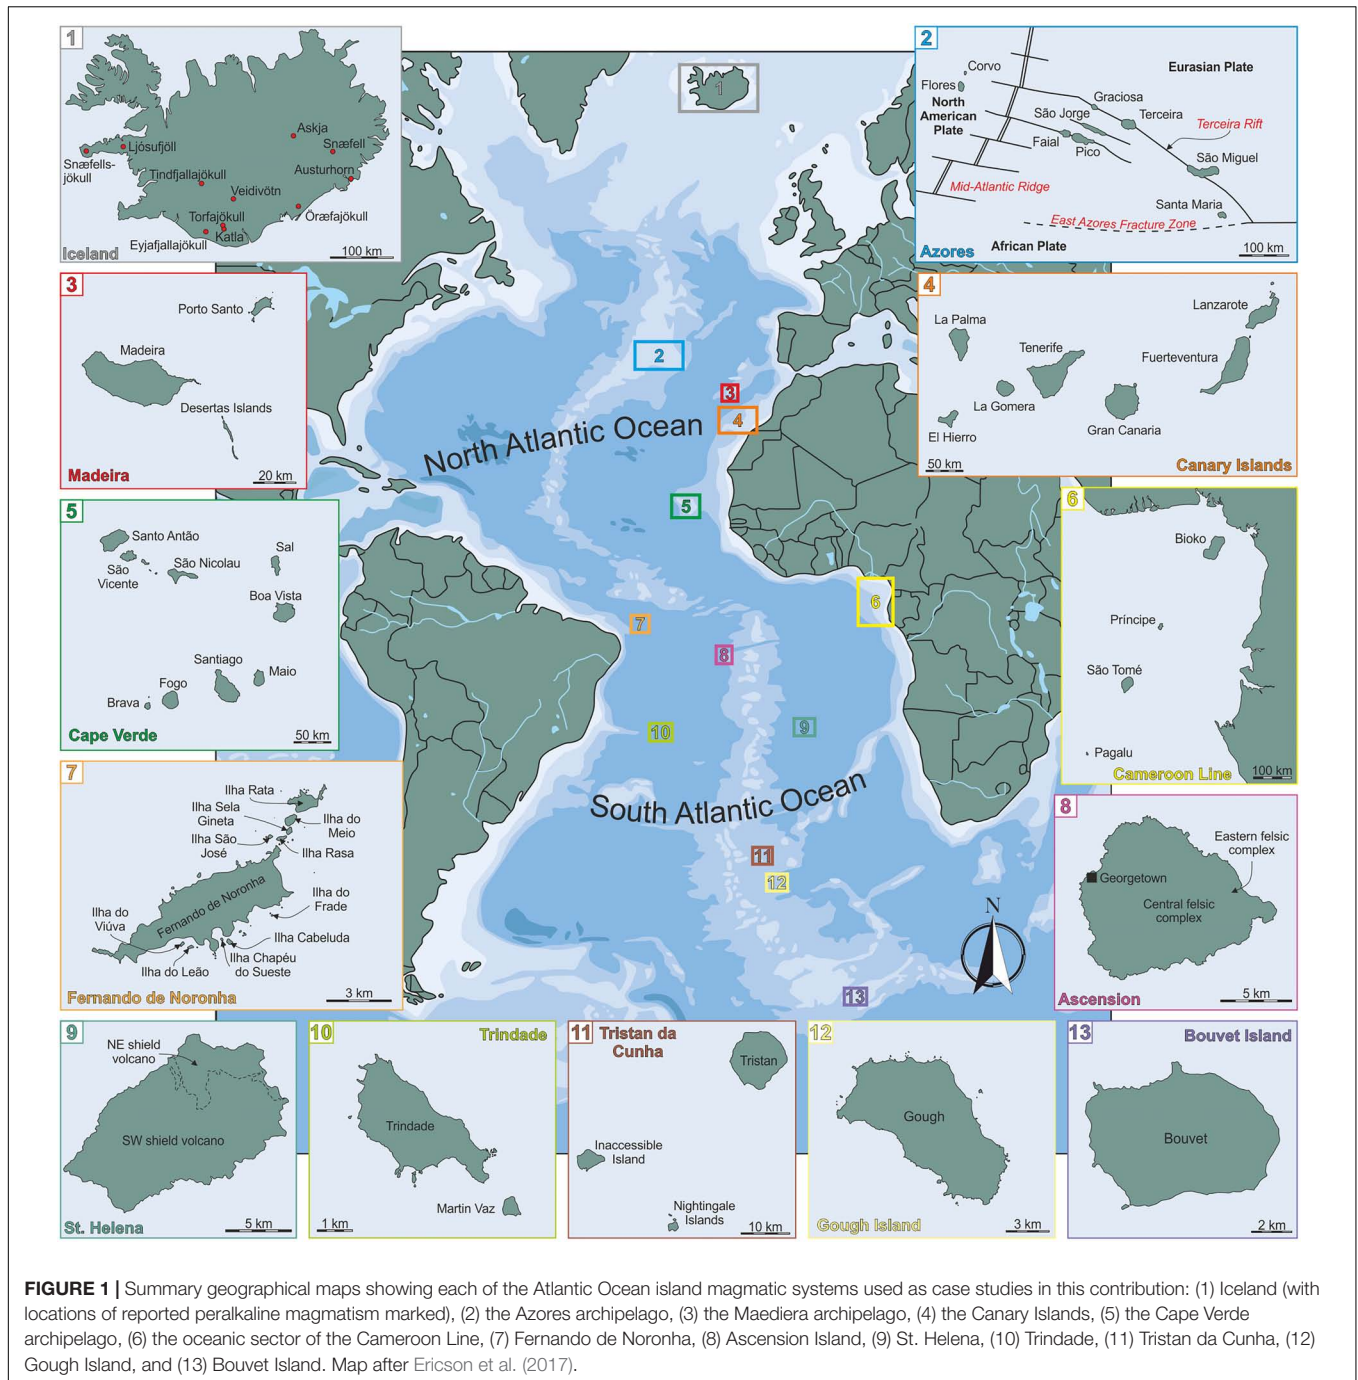 1
Askja
Ljósufjöll
Snæfell
Snæfells-
jökull
Austurhorn
Tindfjallajökull
Veidivötn
Torfajökull
Öræfajökull
Katla
Eyjafjallajökull
Iceland
100 km
1
2
Corvo
Flores
Eurasian Plate
North
American
Plate
Graciosa
São Jorge
Terceira
Terceira Rift
Faial
Pico
São Miguel
Mid-Atlantic Ridge
Santa Maria
East Azores Fracture Zone
African Plate
Azores
100 km
3
Porto Santo
Madeira
Desertas Islands
Madeira
20 km
2
3
4
North Atlantic Ocean
5
6
7
8
9
10
South Atlantic Ocean
11
12
13
N
4
Lanzarote
La Palma
Tenerife
Fuerteventura
La Gomera
El Hierro
Gran Canaria
50 km
Canary Islands
5
Santo Antão
São
Vicente
São Nicolau
Sal
Boa Vista
Santiago
Maio
Fogo
Brava
Cape Verde
50 km
6
Bioko
Príncipe
São Tomé
Pagalu
Cameroon Line
100 km
7
Ilha Rata
Ilha Sela
Gineta
Ilha do
Meio
Ilha São
José
Ilha Rasa
Fernando de Noronha
Ilha do
Frade
Ilha do
Viúva
Ilha Cabeluda
Ilha Chapéu
do Sueste
Ilha do Leão
Fernando de Noronha
3 km
8
Eastern felsic
complex
Georgetown
Central felsic
complex
Ascension
5 km
9
NE shield
volcano
SW shield volcano
St. Helena
5 km
10
Trindade
Trindade
Martin Vaz
1 km
11
Tristan da
Cunha
Tristan
Inaccessible
Island
Nightingale
Islands
10 km
12
Gough
Gough Island
3 km
13
Bouvet Island
Bouvet
2 km
FIGURE 1 | Summary geographical maps showing each of the Atlantic Ocean island magmatic systems used as case studies in this contribution: (1) Iceland (with
locations of reported peralkaline magmatism marked), (2) the Azores archipelago, (3) the Maediera archipelago, (4) the Canary Islands, (5) the Cape Verde
archipelago, (6) the oceanic sector of the Cameroon Line, (7) Fernando de Noronha, (8) Ascension Island, (9) St. Helena, (10) Trindade, (11) Tristan da Cunha, (12)
Gough Island, and (13) Bouvet Island. Map after Ericson et al. (2017).